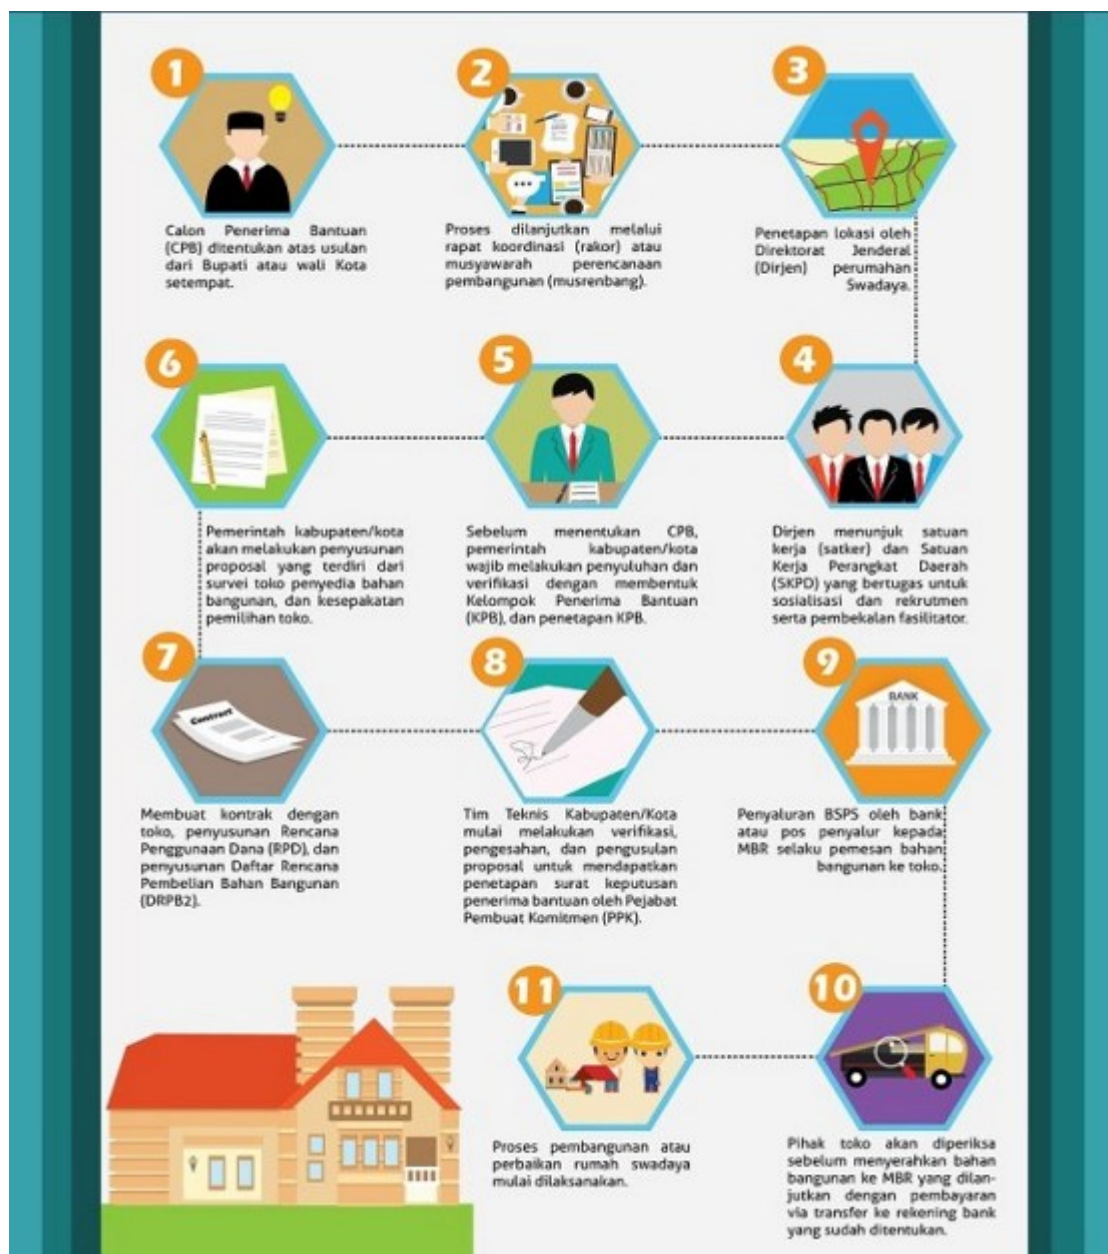 1
Calon Penerima Bantuan
(CPB) ditentukan atas usulan
dari Bupati atau wali Kota
setempat.
2
Proses dilanjutkan melalui
rapat koordinasi (rakor) atau
musyawarah perencanaan
pembangunan (musrenbang).
3
Penetapan lokasi oleh
Direktorat Jenderal
(Dirjen) perumahan
Swadaya.
4
Dirjen menunjuk satuan
kerja (satker) dan Satuan
Kerja Perangkat Daerah
(SKPD) yang bertugas untuk
sosialisasi dan rekrutmen
serta pembekalan fasilitator.
5
Sebelum menentukan CPB,
pemerintah kabupaten/kota
wajib melakukan penyuluhan dan
verifikasi dengan membentuk
Kelompok Penerima Bantuan
(KPB), dan penetapan KPB.
6
Pemerintah kabupaten/kota
akan melakukan penyusunan
proposal yang terdiri dari
survei toko penyedia bahan
bangunan, dan kesepakatan
pemilihan toko.
7
Contract
Membuat kontrak dengan
toko, penyusunan Rencana
Penggunaan Dana (RPD), dan
penyusunan Daftar Rencana
Pembelian Bahan Bangunan
(DRPB2).
8
Tim Teknis Kabupaten/Kota
mulai melakukan verifikasi,
pengesahan, dan pengusulan
proposal untuk mendapatkan
penetapan surat keputusan
penerima bantuan oleh Pejabat
Pembuat Komitmen (PPK).
9
BANK
Penyaluran BSPS oleh bank
atau pos penyalur kepada
MBR selaku pemesan bahan
bangunan ke toko.
10
Pihak toko akan diperiksa
sebelum menyerahkan bahan
bangunan ke MBR yang dilan-
jutkan dengan pembayaran
via transfer ke rekening bank
yang sudah ditentukan.
11
Proses pembangunan atau
perbaikan rumah swadaya
mulai dilaksanakan.